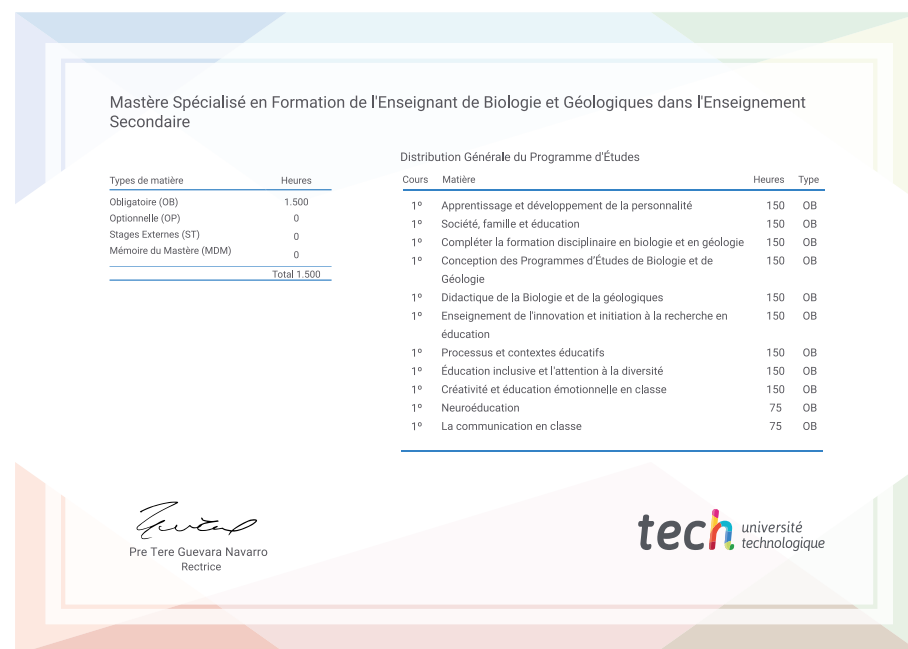 Mastère Spécialisé en Formation de l'Enseignant de Biologie et Géologiques dans l'Enseignement
Secondaire
Types de matière Heures
Obligatoire (OB) 1.500
Optionnelle (OP) 0
Stages Externes (ST) 0
Mémoire du Mastère (MDM) 0
Total 1.500
Distribution Générale du Programme d'Études
Cours Matière Heures Type
1º Apprentissage et développement de la personnalité 150 OB
1º Société, famille et éducation 150 OB
1º Compléter la formation disciplinaire en biologie et en géologie 150 OB
1º Conception des Programmes d'Études de Biologie et de 150 OB
Géologie
1º Didactique de la Biologie et de la géologiques 150 OB
1º Enseignement de l'innovation et initiation à la recherche en 150 OB
éducation
1º Processus et contextes éducatifs 150 OB
1º Éducation inclusive et l'attention à la diversité 150 OB
1º Créativité et éducation émotionnelle en classe 150 OB
1º Neuroéducation 75 OB
1º La communication en classe 75 OB
Pre Tere Guevara Navarro
Rectrice
tech université
technologique